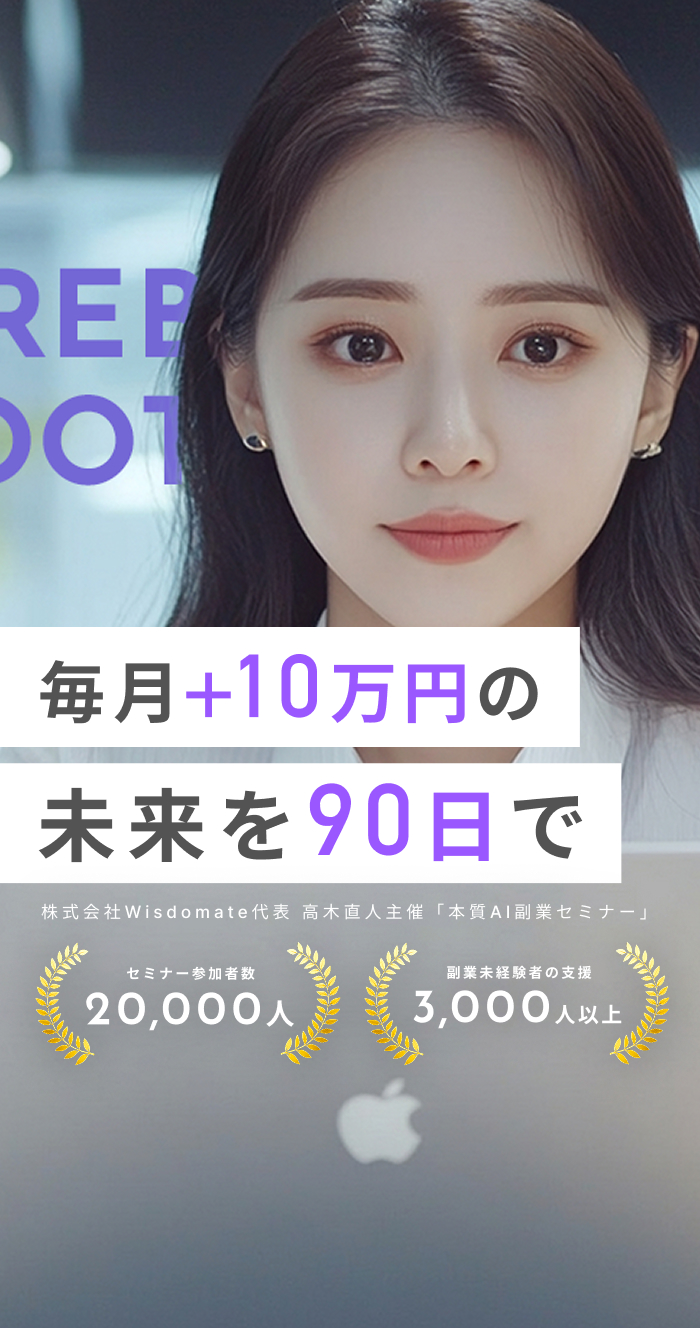 REB
OOT
毎月+10万円の
未来を90日で
株式会社Wisdomate代表 高木直人主催「本質AI副業セミナー」
セミナー参加者数
20,000人
副業未経験者の支援
3,000人以上